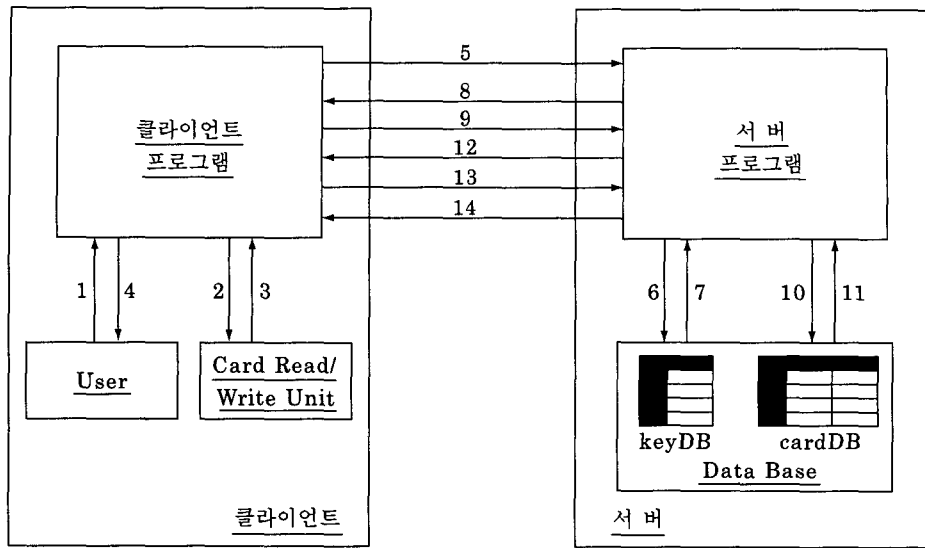 5
8
9
12
13
14
클라이언트
프로그램
서 버
프로그램
1
4
2
3
6
7
10
11
User
Card Read/
Write Unit
keyDB
cardDB
Data Base
클라이언트
서 버